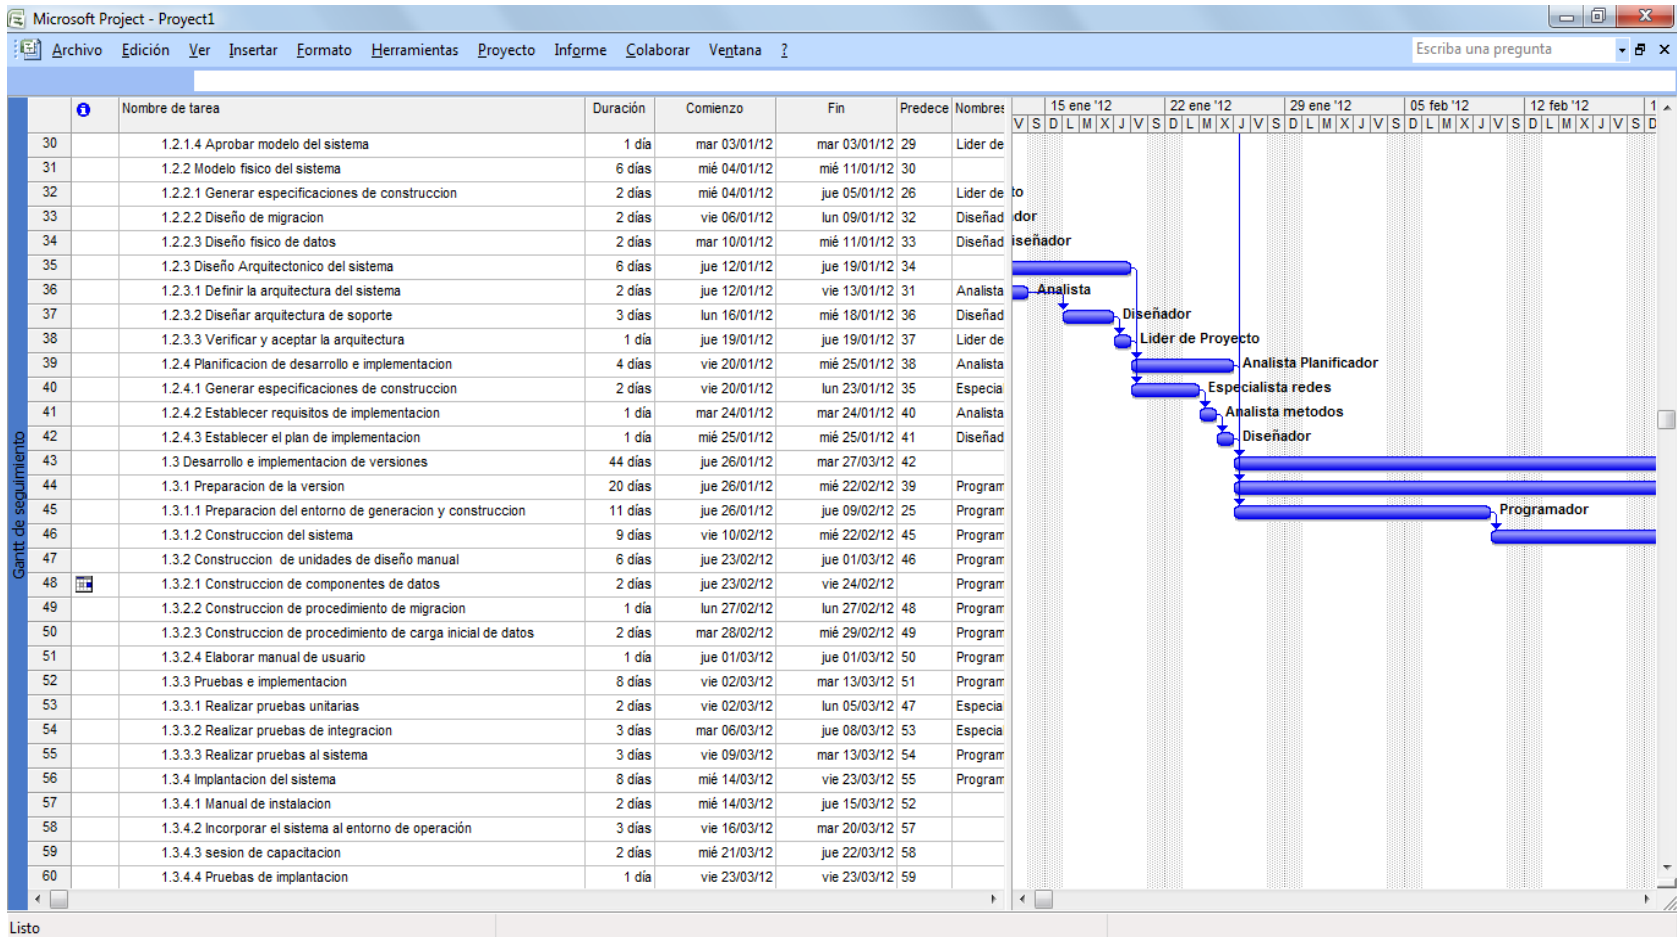 Microsoft Project - Proyect1
Archivo Edición Ver Insertar Formato Herramientas Proyecto Informe Colaborar Ventana ? Escriba una pregunta
Nombre de tarea Duración Comienzo Fin Predece Nombres 15 ene '12 22 ene '12 29 ene '12 05 feb '12 12 feb '12 1
V S D L M X J V S D L M X J V S D L M X J V S D L M X J V S D L M X J V S D
30 1.2.1.4 Aprobar modelo del sistema 1 día mar 03/01/12 mar 03/01/12 29 Lider de
31 1.2.2 Modelo fisico del sistema 6 días mié 04/01/12 mié 11/01/12 30
32 1.2.2.1 Generar especificaciones de construccion 2 días mié 04/01/12 jue 05/01/12 26 Lider de to
33 1.2.2.2 Diseño de migracion 2 días vie 06/01/12 lun 09/01/12 32 Diseñad dor
34 1.2.2.3 Diseño fisico de datos 2 días mar 10/01/12 mié 11/01/12 33 Diseñad iseñador
35 1.2.3 Diseño Arquitectonico del sistema 6 días jue 12/01/12 jue 19/01/12 34
36 1.2.3.1 Definir la arquitectura del sistema 2 días jue 12/01/12 vie 13/01/12 31 Analista Analista
37 1.2.3.2 Diseñar arquitectura de soporte 3 días lun 16/01/12 mié 18/01/12 36 Diseñad Diseñador
38 1.2.3.3 Verificar y aceptar la arquitectura 1 día jue 19/01/12 jue 19/01/12 37 Lider de Lider de Proyecto
39 1.2.4 Planificacion de desarrollo e implementacion 4 días vie 20/01/12 mié 25/01/12 38 Analista Analista Planificador
40 1.2.4.1 Generar especificaciones de construccion 2 días vie 20/01/12 lun 23/01/12 35 Especial Especialista redes
41 1.2.4.2 Establecer requisitos de implementacion 1 día mar 24/01/12 mar 24/01/12 40 Analista Analista metodos
42 1.2.4.3 Establecer el plan de implementacion 1 día mié 25/01/12 mié 25/01/12 41 Diseñad Diseñador
43 1.3 Desarrollo e implementacion de versiones 44 días jue 26/01/12 mar 27/03/12 42
44 1.3.1 Preparacion de la version 20 días jue 26/01/12 mié 22/02/12 39 Program
45 1.3.1.1 Preparacion del entorno de generacion y construccion 11 días jue 26/01/12 jue 09/02/12 25 Program Programador
46 1.3.1.2 Construccion del sistema 9 días vie 10/02/12 mié 22/02/12 45 Program
47 1.3.2 Construccion de unidades de diseño manual 6 días jue 23/02/12 jue 01/03/12 46 Program
48 1.3.2.1 Construccion de componentes de datos 2 días jue 23/02/12 vie 24/02/12 Program
49 1.3.2.2 Construccion de procedimiento de migracion 1 día lun 27/02/12 lun 27/02/12 48 Program
50 1.3.2.3 Construccion de procedimiento de carga inicial de datos 2 días mar 28/02/12 mié 29/02/12 49 Program
51 1.3.2.4 Elaborar manual de usuario 1 día jue 01/03/12 jue 01/03/12 50 Program
52 1.3.3 Pruebas e implementacion 8 días vie 02/03/12 mar 13/03/12 51 Program
53 1.3.3.1 Realizar pruebas unitarias 2 días vie 02/03/12 lun 05/03/12 47 Especial
54 1.3.3.2 Realizar pruebas de integracion 3 días mar 06/03/12 jue 08/03/12 53 Especial
55 1.3.3.3 Realizar pruebas al sistema 3 días vie 09/03/12 mar 13/03/12 54 Program
56 1.3.4 Implantacion del sistema 8 días mié 14/03/12 vie 23/03/12 55 Program
57 1.3.4.1 Manual de instalacion 2 días mié 14/03/12 jue 15/03/12 52
58 1.3.4.2 Incorporar el sistema al entorno de operación 3 días vie 16/03/12 mar 20/03/12 57
59 1.3.4.3 sesion de capacitacion 2 días mié 21/03/12 jue 22/03/12 58
60 1.3.4.4 Pruebas de implantacion 1 día vie 23/03/12 vie 23/03/12 59
Gantt de seguimiento
Listo